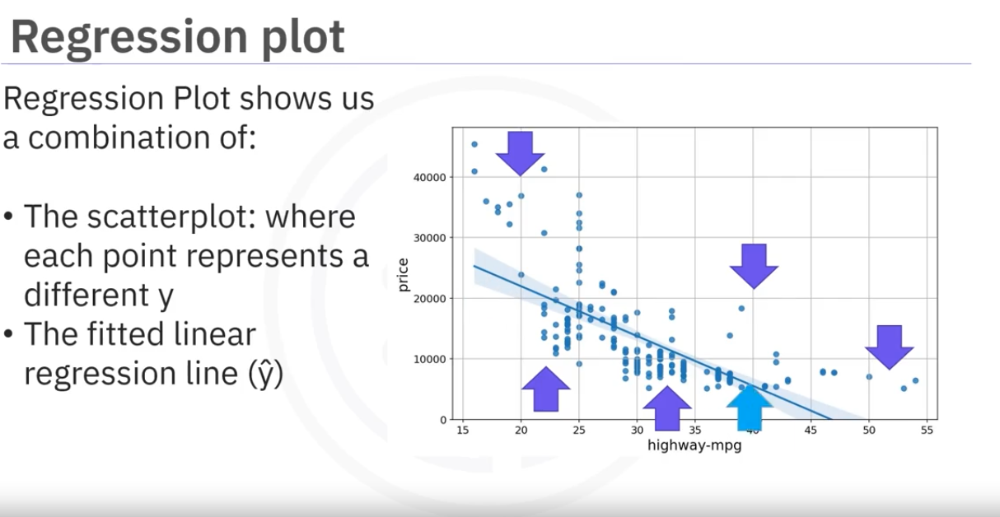 Regression plot
Regression Plot shows us
a combination of:
• The scatterplot: where
each point represents a
different y
• The fitted linear
regression line (ŷ)
40000
30000
20000
10000
0
price
15 20 25 30 35 40 45 50 55
highway-mpg